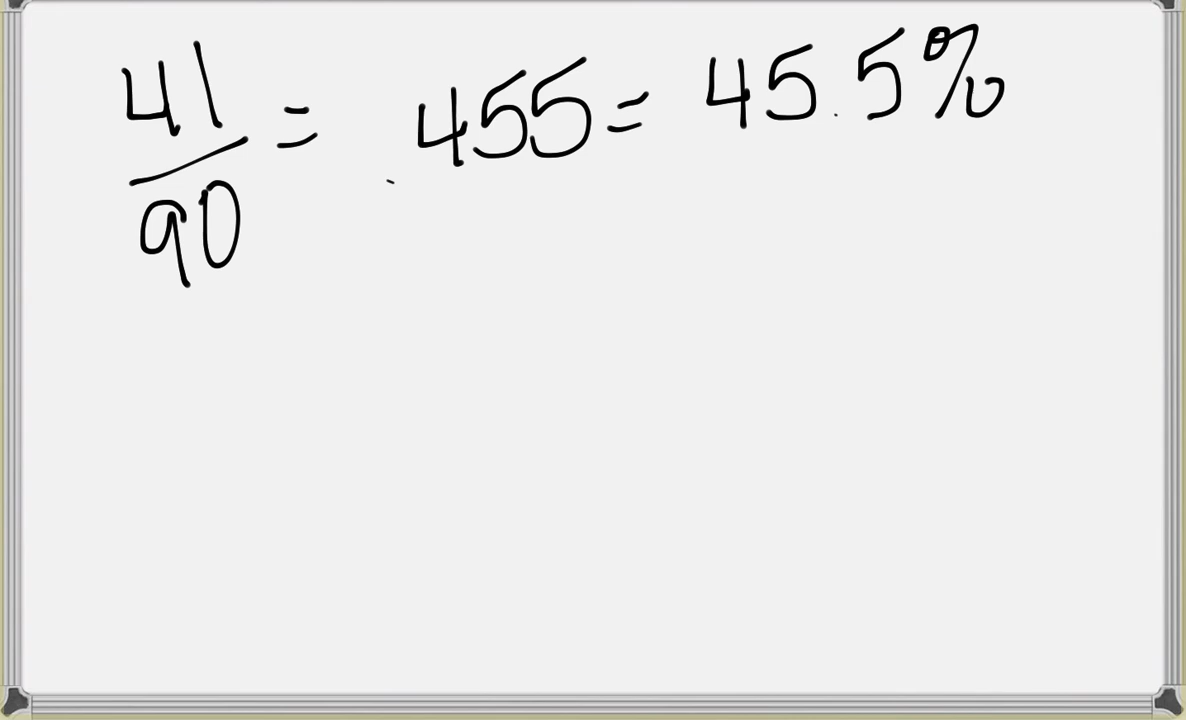 41/90 = .455 = 45.5%